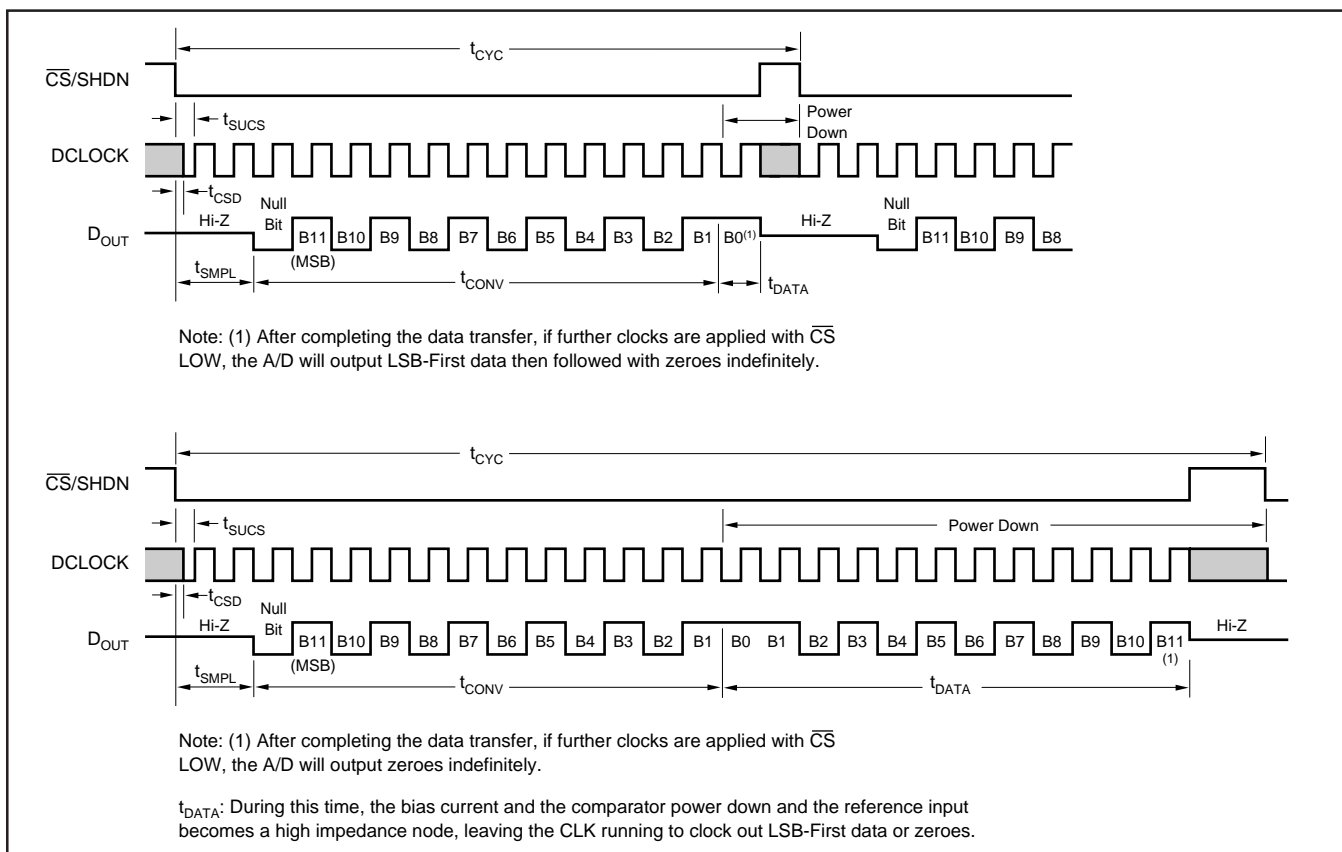 tCYC
CS/SHDN
Power
Down
tSUCS
DCLOCK
tCSD
Null
Bit
Hi-Z
Hi-Z
Null
Bit
DOUT
B11 B10 B9 B8 B7 B6 B5 B4 B3 B2 B1 B0(1) B11 B10 B9 B8
(MSB)
tSMPL
tCONV
tDATA
Note: (1) After completing the data transfer, if further clocks are applied with CS
LOW, the A/D will output LSB-First data then followed with zeroes indefinitely.
tCYC
CS/SHDN
tSUCS
Power Down
DCLOCK
tCSD
Null
Bit
Hi-Z
Hi-Z
DOUT
B11 B10 B9 B8 B7 B6 B5 B4 B3 B2 B1 B0 B1 B2 B3 B4 B5 B6 B7 B8 B9 B10 B11
(MSB)
(1)
tSMPL
tCONV
tDATA
Note: (1) After completing the data transfer, if further clocks are applied with CS
LOW, the A/D will output zeroes indefinitely.
tDATA: During this time, the bias current and the comparator power down and the reference input
becomes a high impedance node, leaving the CLK running to clock out LSB-First data or zeroes.